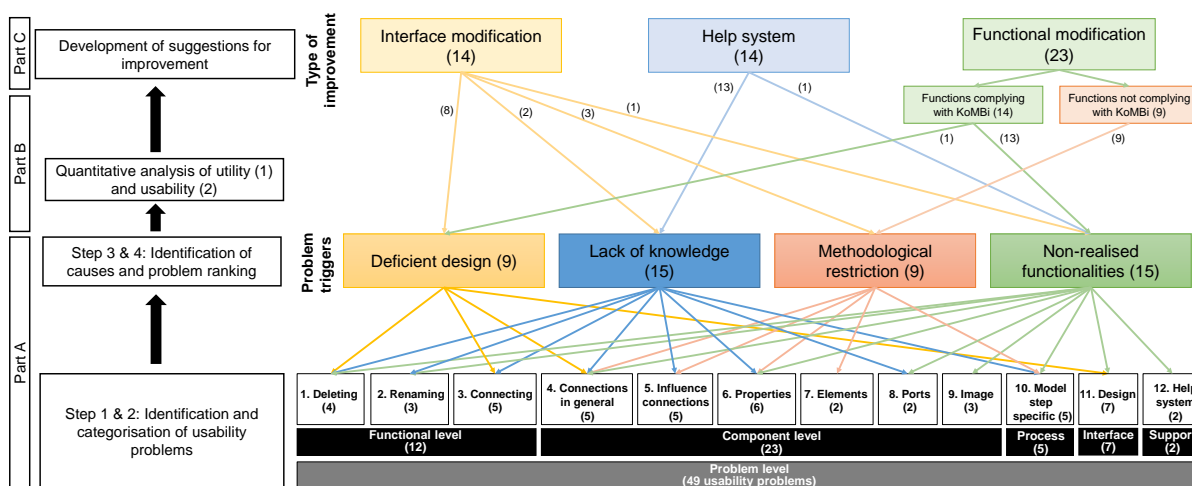 Part C
Part B
Part A
Development of suggestions for
improvement
Quantitative analysis of utility (1)
and usability (2)
Step 3 & 4: Identification of
causes and problem ranking
Step 1 & 2: Identification and
categorisation of usability
problems
Type of
improvement
Interface modification
(14)
Help system
(14)
Functional modification
(23)
Functions complying
with KoMBi (14)
Functions not complying
with KoMBi (9)
(8)
(2)
(3)
(1)
(13)
(1)
(1)
(13)
(9)
Problem
triggers
Deficient design (9)
Lack of knowledge
(15)
Methodological
restriction (9)
Non-realised
functionalities (15)
1. Deleting
(4)
2. Renaming
(3)
3. Connecting
(5)
4. Connections
in general
(5)
5. Influence
connections
(5)
6. Properties
(6)
7. Elements
(2)
8. Ports
(2)
9. Image
(3)
10. Model
step
specific (5)
11. Design
(7)
12. Help
system
(2)
Functional level
(12)
Component level
(23)
Process
(5)
Interface
(7)
Support
(2)
Problem level
(49 usability problems)